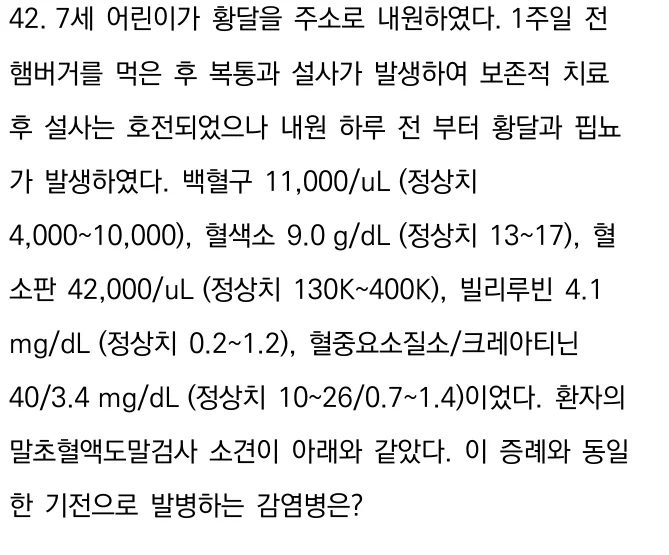 42. 7세 어린이가 황달을 주소로 내원하였다. 1주일 전
햄버거를 먹은 후 복통과 설사가 발생하여 보존적 치료
후 설사는 호전되었으나 내원 하루 전 부터 황달과 핍뇨
가 발생하였다. 백혈구 11,000/uL (정상치
4,000~10,000), 혈색소 9.0 g/dL (정상치 13~17), 혈
소판 42,000/uL (정상치 130K~400K), 빌리루빈 4.1
mg/dL (정상치 0.2~1.2), 혈중요소질소/크레아티닌
40/3.4 mg/dL (정상치 10~26/0.7~1.4)이었다. 환자의
말초혈액도말검사 소견이 아래와 같았다. 이 증례와 동일
한 기전으로 발병하는 감염병은?